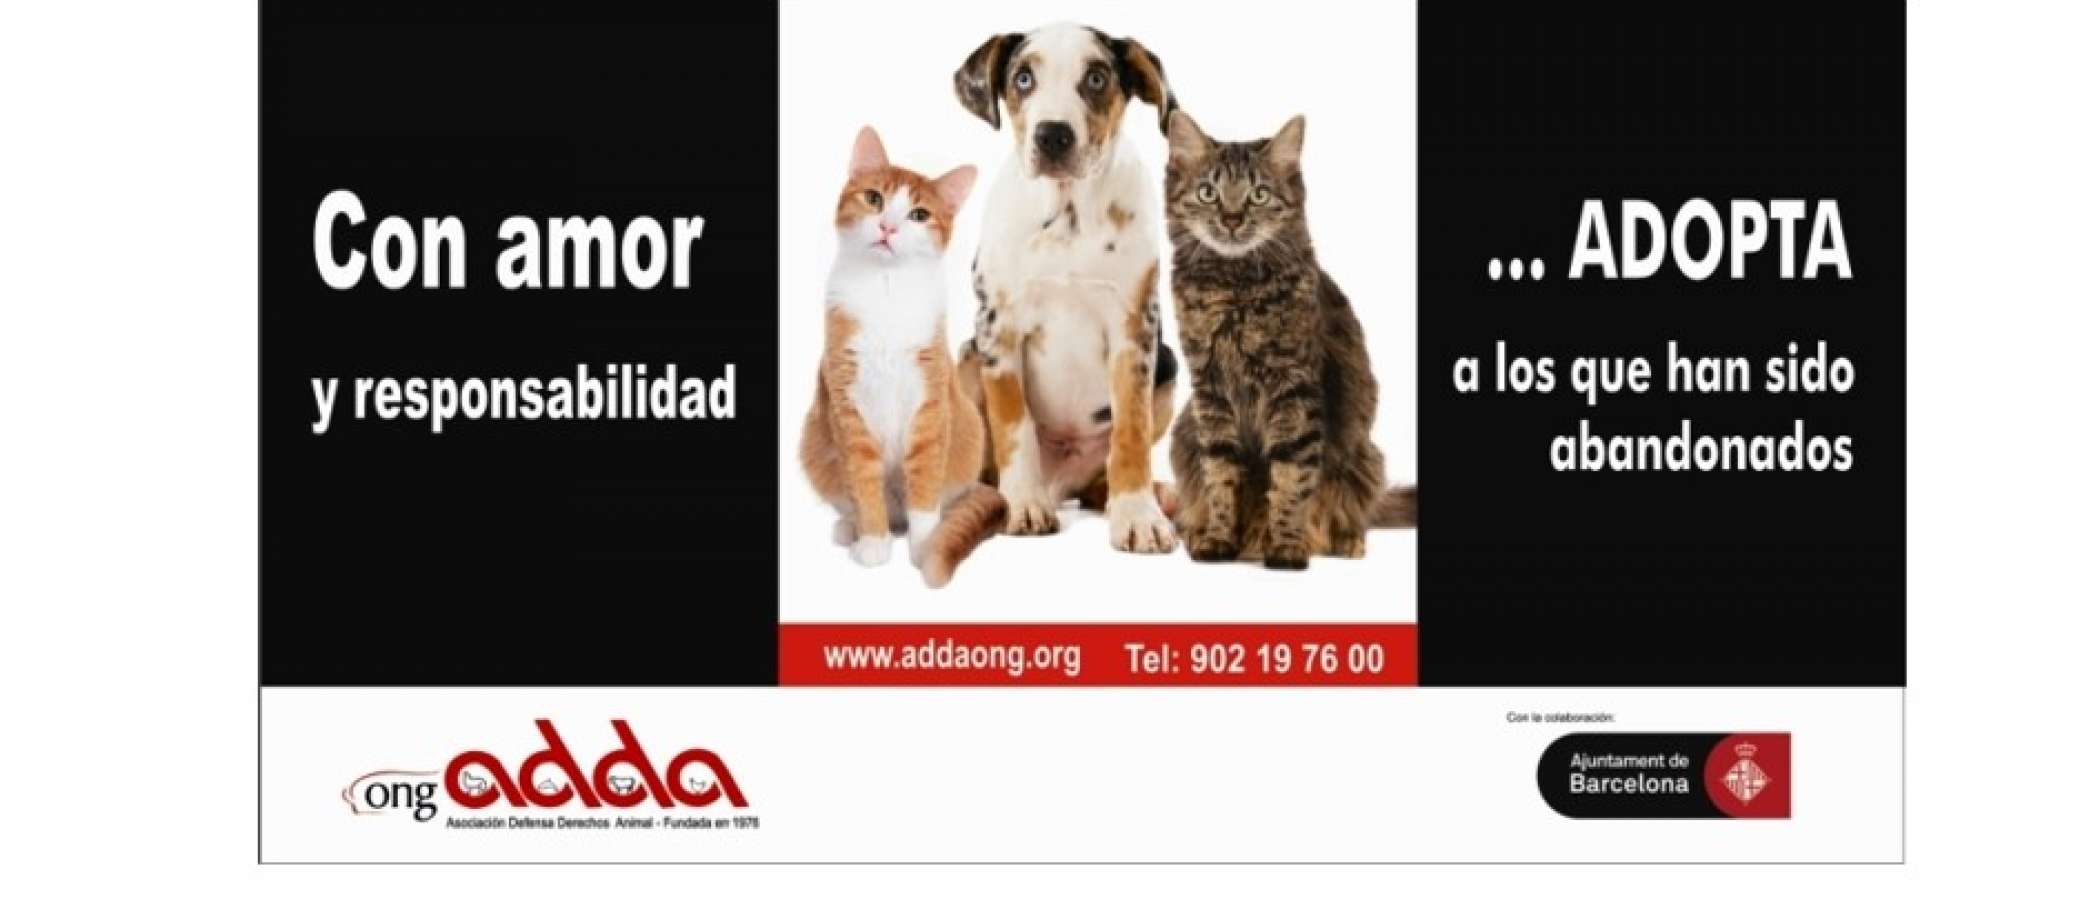 Con amor
y responsabilidad
... ADOPTA
a los que han sido
abandonados
www.addaong.org Tel: 902 19 76 00
ong adda
Asociación Defensa Derechos Animal - Fundada en 1976
Con la colaboración:
Ajuntament de
Barcelona